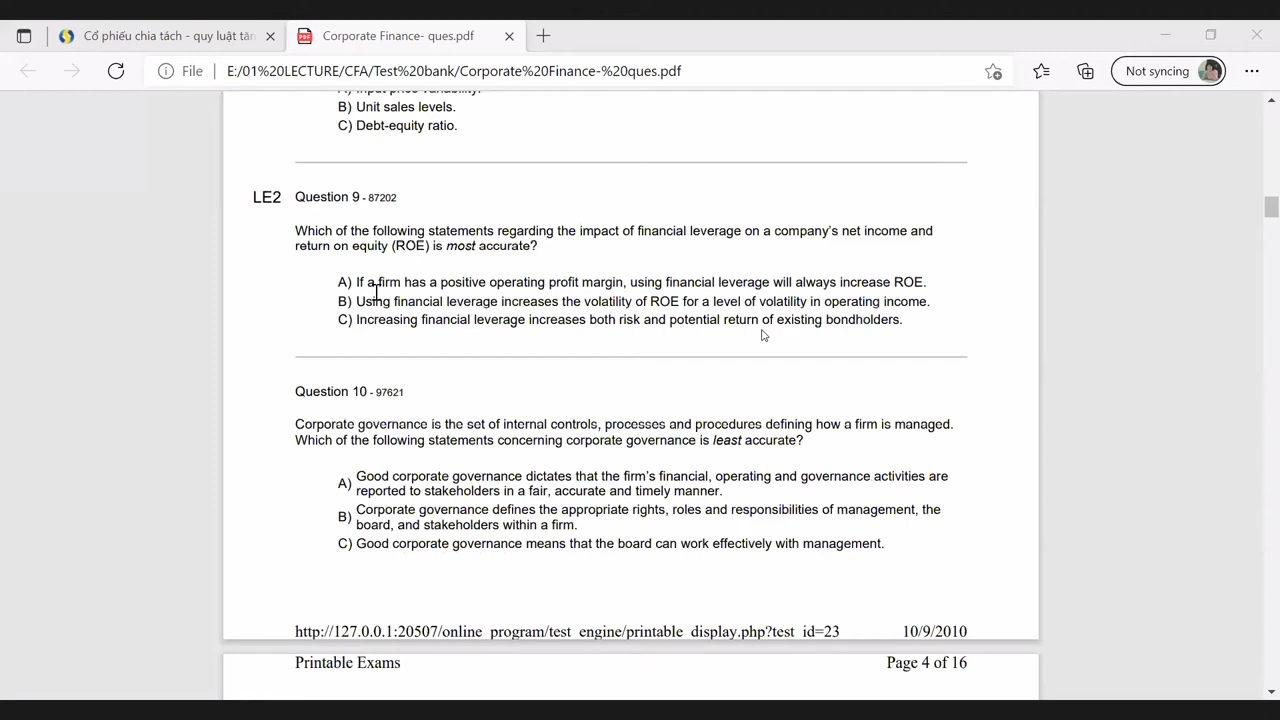 Cổ phiếu chia tách - quy luật tăn
Corporate Finance- ques.pdf
File
E:/01%20LECTURE/CFA/Test%20bank/Corporate%20Finance-%20ques.pdf
Not syncing
A) Input price variability.
B) Unit sales levels.
C) Debt-equity ratio.
LE2 Question 9 - 87202
Which of the following statements regarding the impact of financial leverage on a company's net income and
return on equity (ROE) is most accurate?
A) If a firm has a positive operating profit margin, using financial leverage will always increase ROE.
B) Using financial leverage increases the volatility of ROE for a level of volatility in operating income.
C) Increasing financial leverage increases both risk and potential return of existing bondholders.
Question 10 - 97621
Corporate governance is the set of internal controls, processes and procedures defining how a firm is managed.
Which of the following statements concerning corporate governance is least accurate?
A) Good corporate governance dictates that the firm's financial, operating and governance activities are
reported to stakeholders in a fair, accurate and timely manner.
B) Corporate governance defines the appropriate rights, roles and responsibilities of management, the
board, and stakeholders within a firm.
C) Good corporate governance means that the board can work effectively with management.
http://127.0.0.1:20507/online_program/test_engine/printable_display.php?test_id=23 10/9/2010
Printable Exams Page 4 of 16